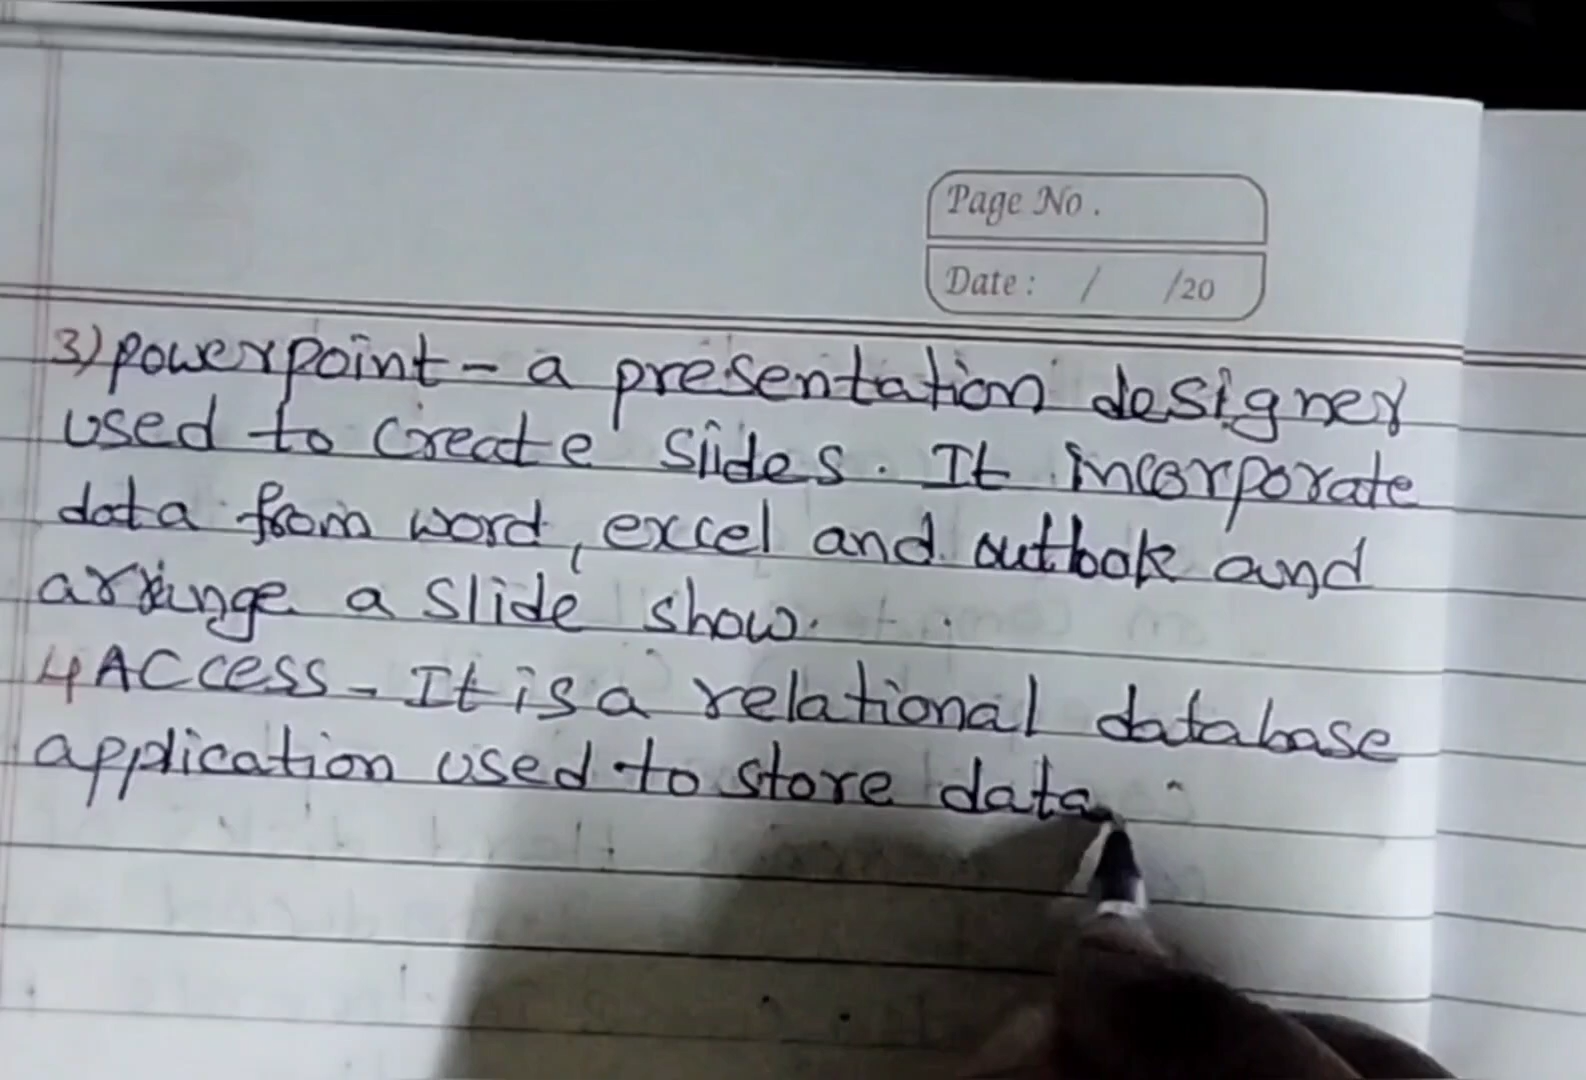 Page No.
Date: / /20
3) powerpoint - a presentation designer
used to create slides. It incorporate
data from word, excel and outbok and
arrange a slide show.
4 ACCess - It is a relational database
application used to store data